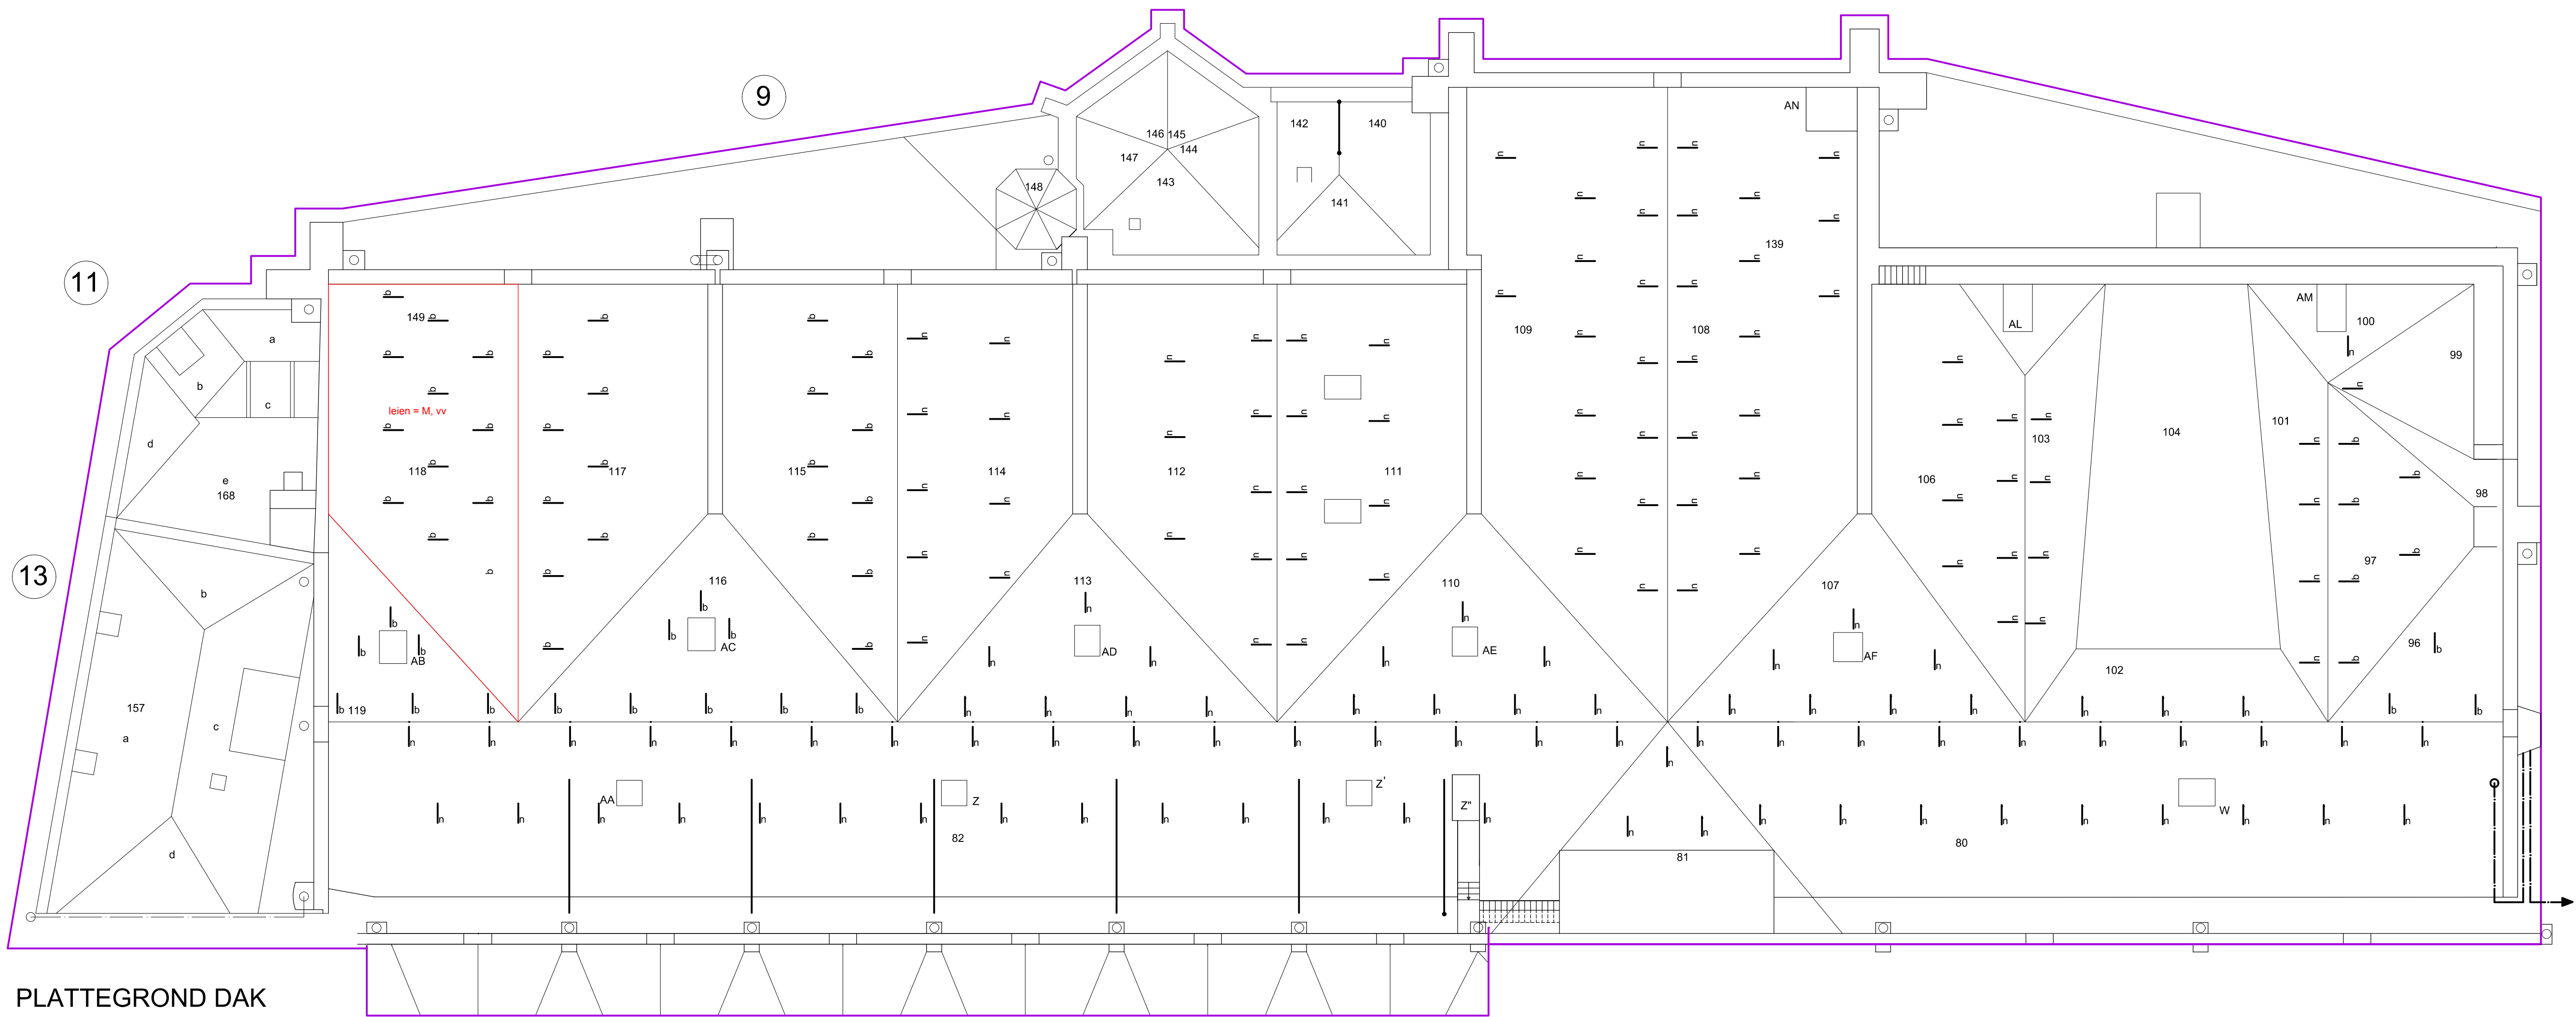 9
11
13
AN
142
140
146 145
147
144
143
141
148
139
149
a
b
c
d
e
168
leien = M, vv
118
117
115
114
112
111
109
108
106
103
104
101
100
99
98
97
96
AL
AM
116
113
110
107
102
119
AB
AC
AD
AE
AF
b
157
a
c
d
AA
Z
Z'
Z"
W
82
81
80
b b b b b b b b
n n n n n n n n
PLATTEGROND DAK